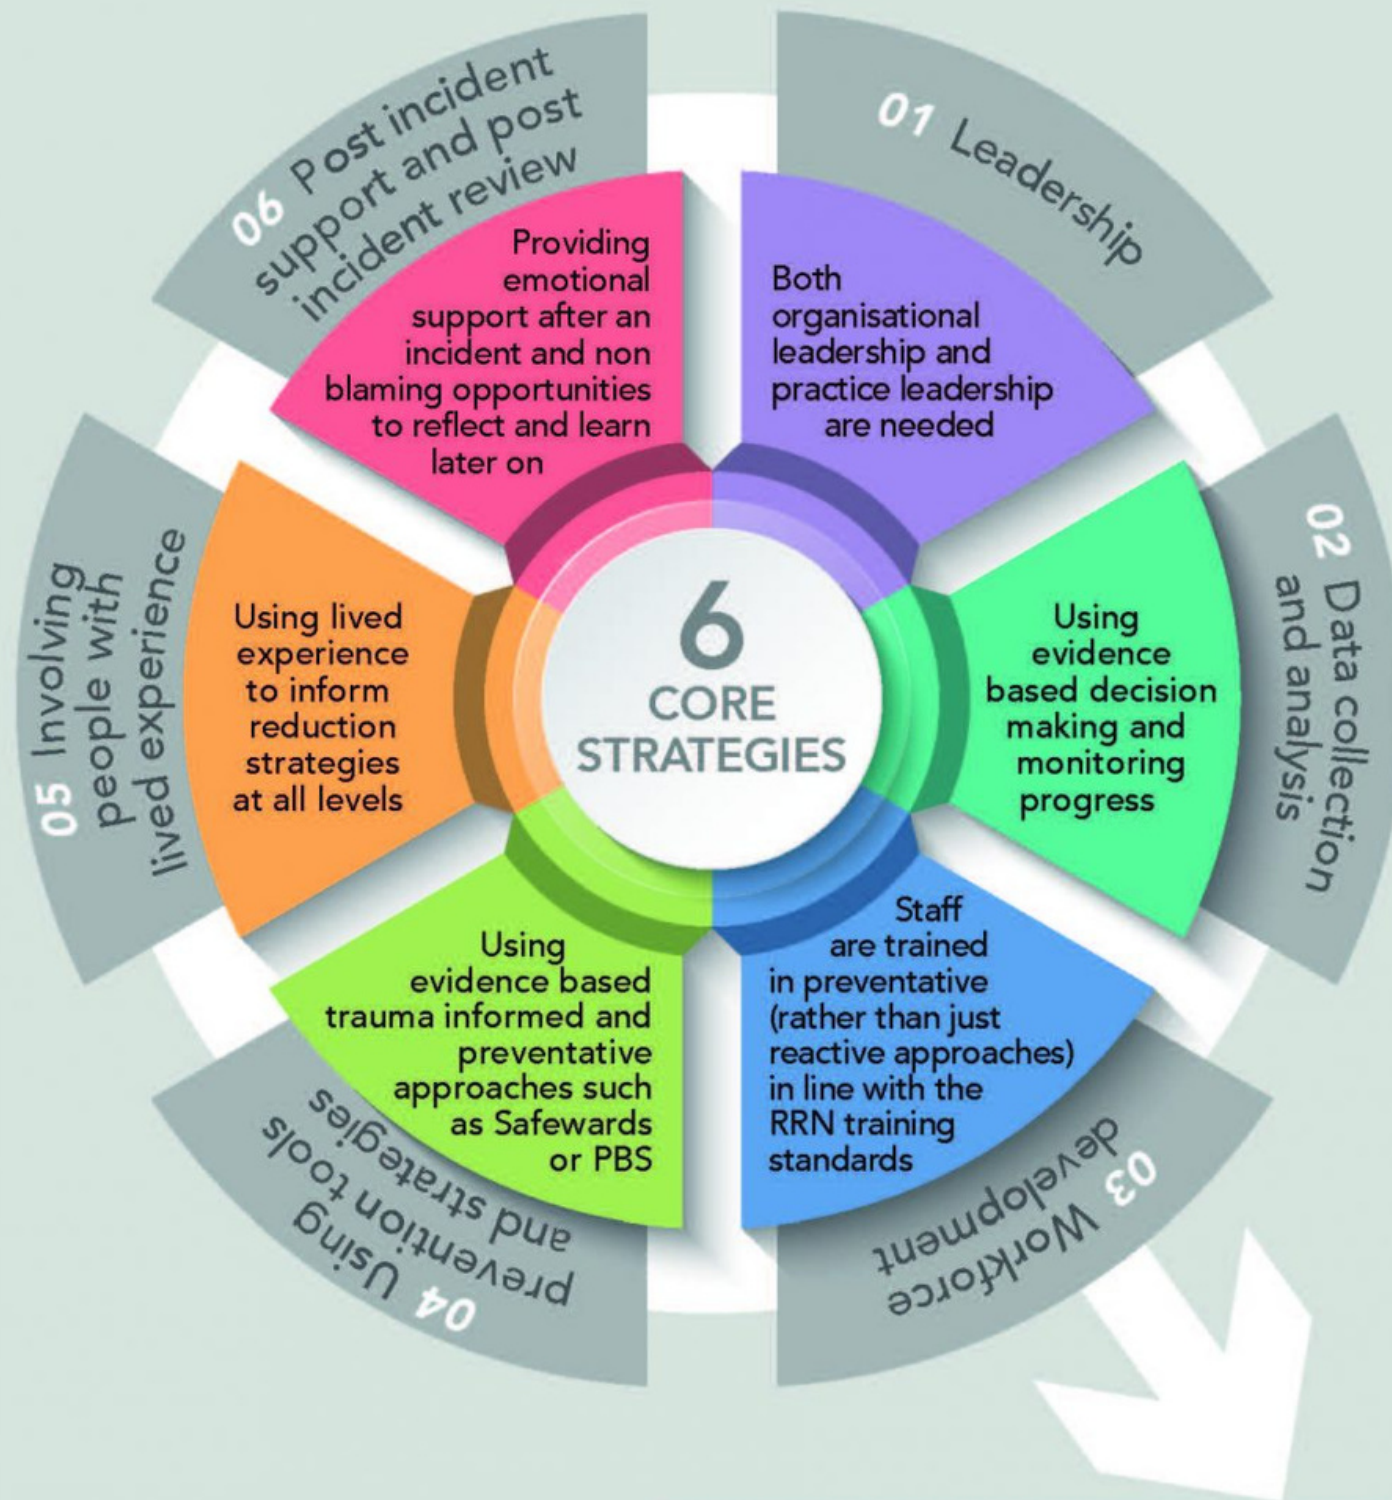 6
CORE
STRATEGIES
01 Leadership
Both
organisational
leadership and
practice leadership
are needed
02 Data collection
and analysis
Using
evidence
based decision
making and
monitoring
progress
03 Workforce
development
Staff
are trained
in preventative
(rather than just
reactive approaches)
in line with the
RRN training
standards
04 Using
prevention tools
and strategies
Using
evidence based
trauma informed and
preventative
approaches such
as Safewards
or PBS
05 Involving
people with
lived experience
Using lived
experience
to inform
reduction
strategies
at all levels
06 Post incident
support and post
incident review
Providing
emotional
support after an
incident and non
blaming opportunities
to reflect and learn
later on